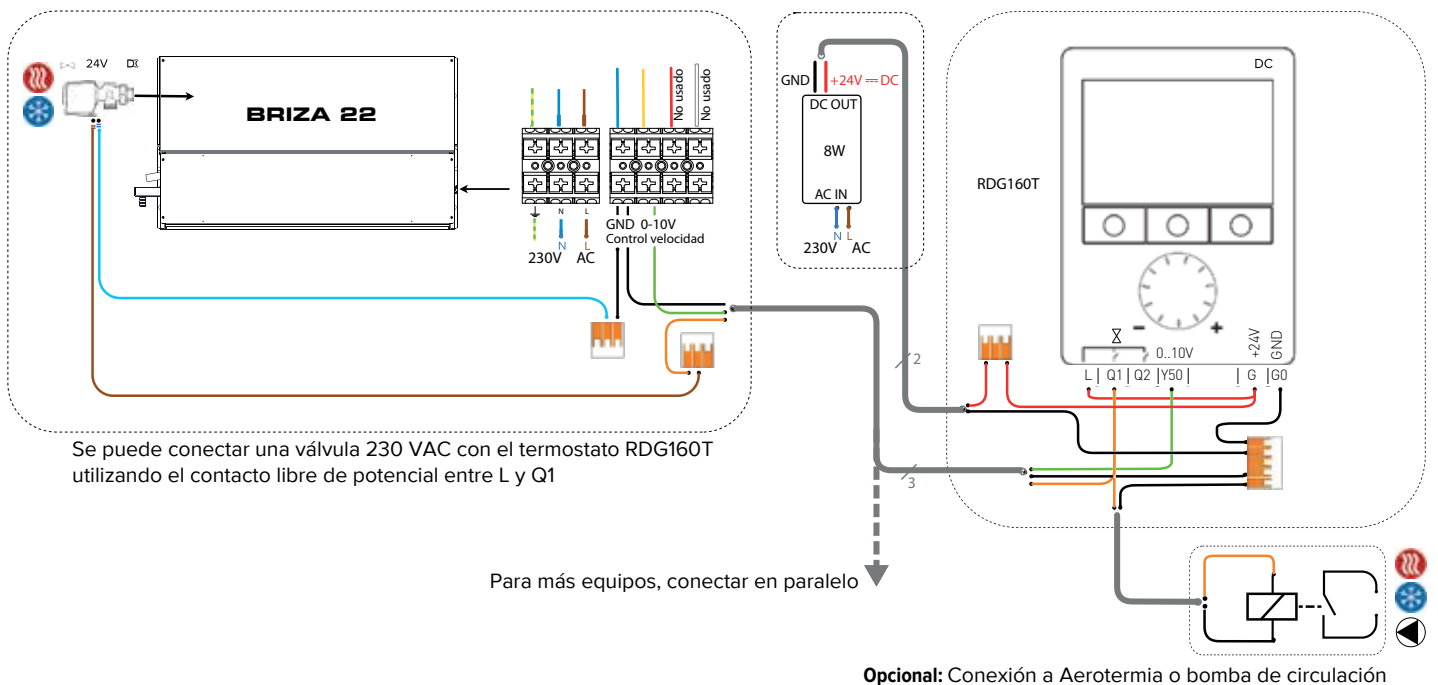 24V
BRIZA 22
No usado
No usado
N
L
GND 0-10V
Control velocidad
N
L
230V AC
GND
+24V DC
DC OUT
8W
AC IN
N
L
230V AC
RDG160T
DC
- +
0..10V
+24V
GND
L | Q1 | Q2 | Y50 | | G | G0
2
3
Se puede conectar una válvula 230 VAC con el termostato RDG160T
utilizando el contacto libre de potencial entre L y Q1
Para más equipos, conectar en paralelo
Opcional: Conexión a Aerotermia o bomba de circulación